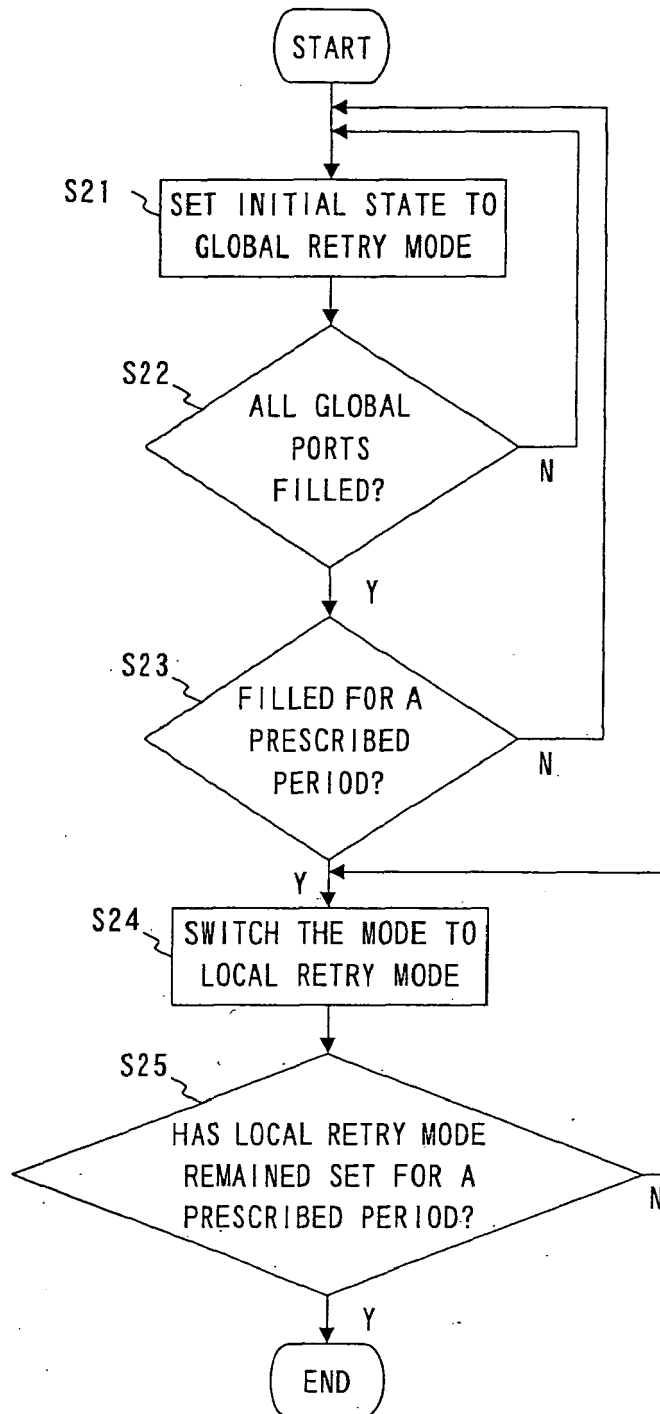 START
S21
SET INITIAL STATE TO
GLOBAL RETRY MODE
S22
ALL GLOBAL
PORTS
FILLED?
N
Y
S23
FILLED FOR A
PRESCRIBED
PERIOD?
N
Y
S24
SWITCH THE MODE TO
LOCAL RETRY MODE
S25
HAS LOCAL RETRY MODE
REMAINED SET FOR A
PRESCRIBED PERIOD?
N
Y
END